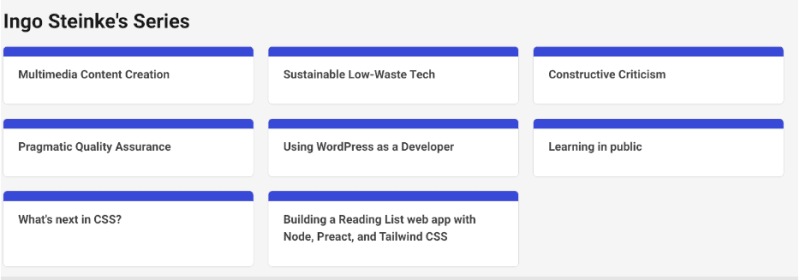 Ingo Steinke's Series
Multimedia Content Creation
Sustainable Low-Waste Tech
Constructive Criticism
Pragmatic Quality Assurance
Using WordPress as a Developer
Learning in public
What's next in CSS?
Building a Reading List web app with
Node, Preact, and Tailwind CSS